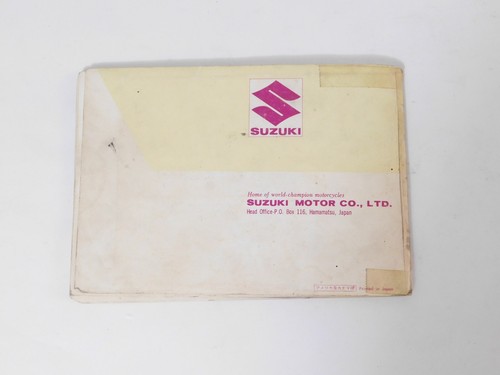 SUZUKI
Home of world-champion motorcycles
SUZUKI MOTOR CO., LTD.
Head Office-P.O. Box 116, Hamamatsu, Japan
Printed in Japan